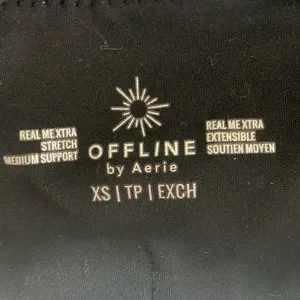 REAL ME XTRA
STRETCH
MEDIUM SUPPORT
OFFLINE
by Aerie
REAL ME XTRA
EXTENSIBLE
SOUTIEN MOYEN
XS | TP | EXCH